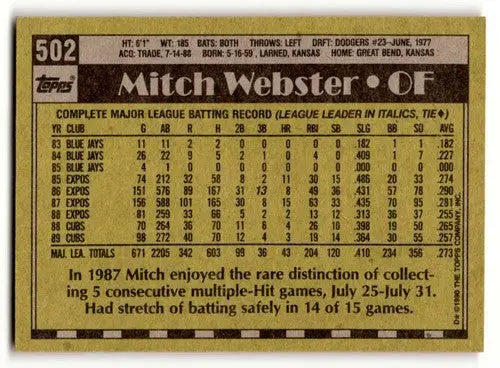 502
HT: 6'1" WT: 185 BATS: BOTH THROWS: LEFT DRFT: DODGERS #23-JUNE, 1977
ACQ: TRADE, 7-14-88 BORN: 5-16-59, LARNED, KANSAS HOME: GREAT BEND, KANSAS
TOPPS Mitch Webster • OF
COMPLETE MAJOR LEAGUE BATTING RECORD (LEAGUE LEADER IN ITALICS, TIE♦)
YR CLUB G AB R H 2B 3B HR RBI SB SLG BB SO AVG
83 BLUE JAYS 11 11 2 2 0 0 0 0 0 .182 1 1 .182
84 BLUE JAYS 26 22 9 5 2 1 0 4 0 .409 1 7 .227
85 BLUE JAYS 4 1 0 0 0 0 0 0 0 .000 0 0 .000
85 EXPOS 74 212 32 58 8 2 11 30 15 .486 20 33 .274
86 EXPOS 151 576 89 167 31 13 8 49 36 .431 57 78 .290
87 EXPOS 156 588 101 165 30 8 15 63 33 .435 70 95 .281
88 EXPOS 81 259 33 66 5 2 2 13 12 .313 36 37 .255
88 CUBS 70 264 36 70 11 6 4 26 10 .398 19 50 .265
89 CUBS 98 272 40 70 12 4 3 19 14 .364 30 55 .257
MAJ. LEA. TOTALS 671 2205 342 603 99 36 43 204 120 .410 234 356 .273
In 1987 Mitch enjoyed the rare distinction of collect-
ing 5 consecutive multiple-Hit games, July 25-July 31.
Had stretch of batting safely in 14 of 15 games.
D* © 1990 THE TOPPS COMPANY, INC.